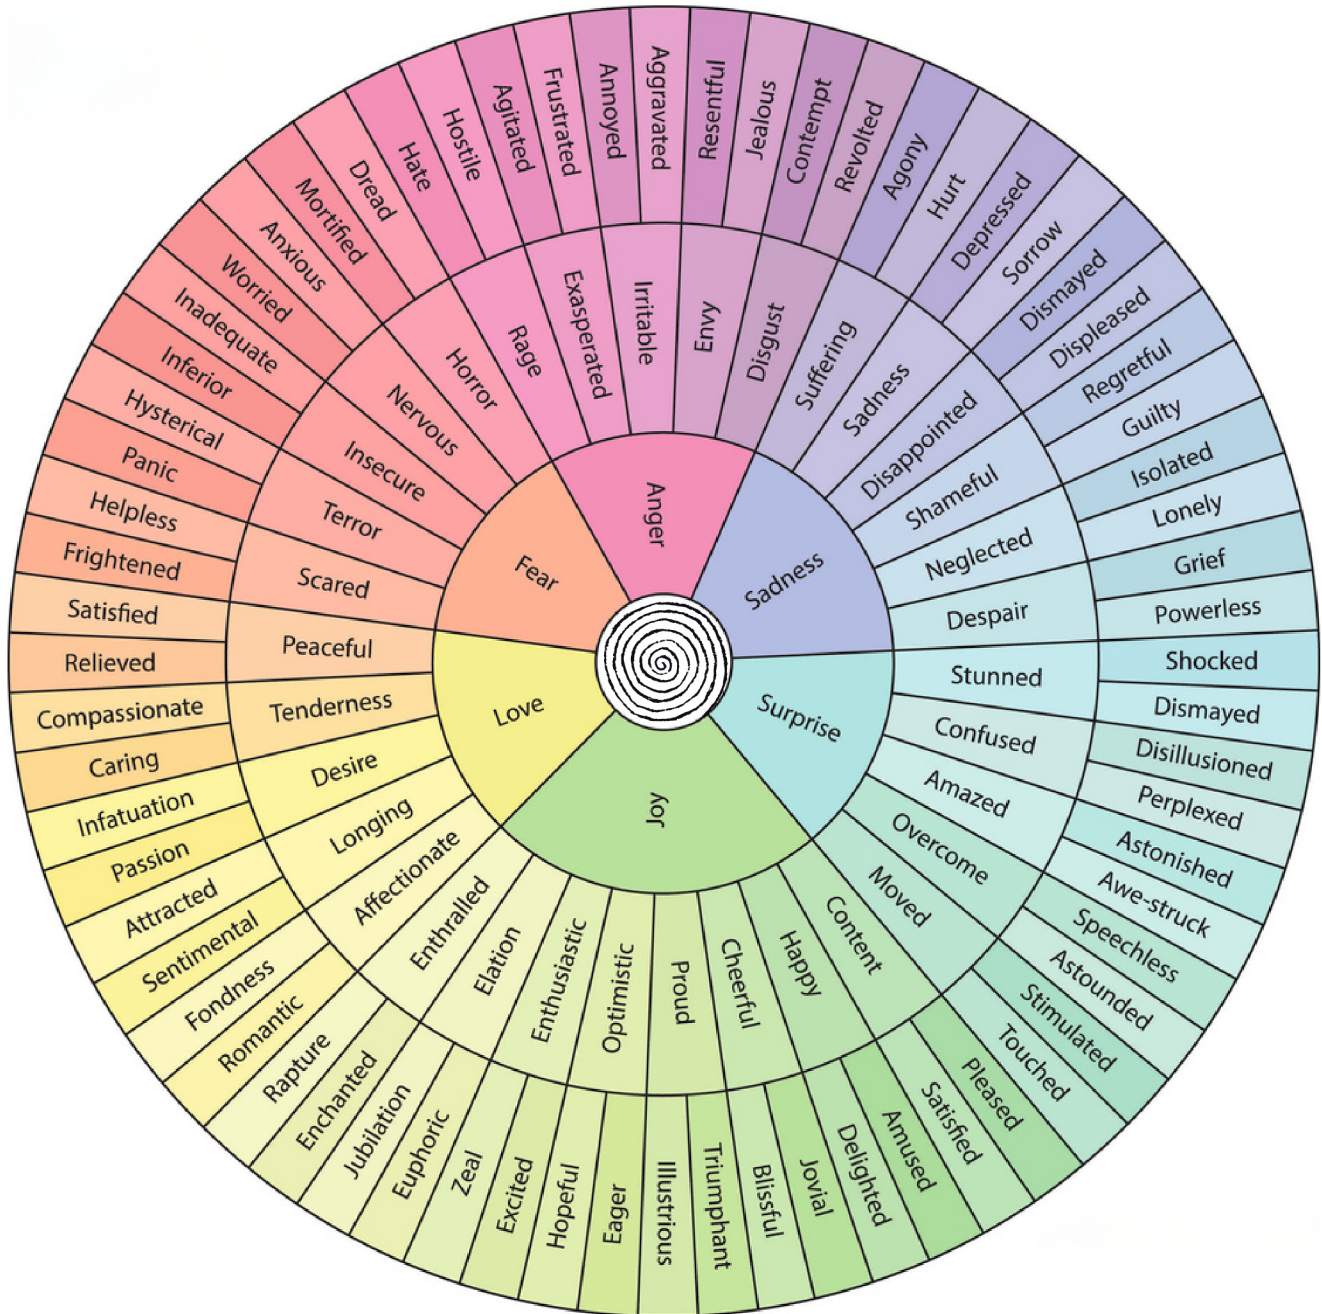 Anger
Sadness
Surprise
Joy
Love
Fear
Rage
Exasperated
Irritable
Envy
Disgust
Suffering
Sadness
Disappointed
Shameful
Neglected
Despair
Stunned
Confused
Amazed
Overcome
Moved
Content
Happy
Cheerful
Proud
Optimistic
Enthusiastic
Elation
Enthralled
Affectionate
Longing
Desire
Tenderness
Peaceful
Scared
Terror
Insecure
Nervous
Horror
Hate
Hostile
Agitated
Frustrated
Annoyed
Aggravated
Resentful
Jealous
Contempt
Revolted
Agony
Hurt
Depressed
Sorrow
Dismayed
Displeased
Regretful
Guilty
Isolated
Lonely
Grief
Powerless
Shocked
Dismayed
Disillusioned
Perplexed
Astonished
Awe-struck
Speechless
Astounded
Stimulated
Touched
Pleased
Satisfied
Amused
Delighted
Jovial
Blissful
Triumphant
Illustrious
Eager
Hopeful
Excited
Zeal
Euphoric
Jubilation
Enchanted
Rapture
Romantic
Fondness
Sentimental
Attracted
Passion
Infatuation
Caring
Compassionate
Relieved
Satisfied
Frightened
Helpless
Panic
Hysterical
Inferior
Inadequate
Worried
Anxious
Mortified
Dread